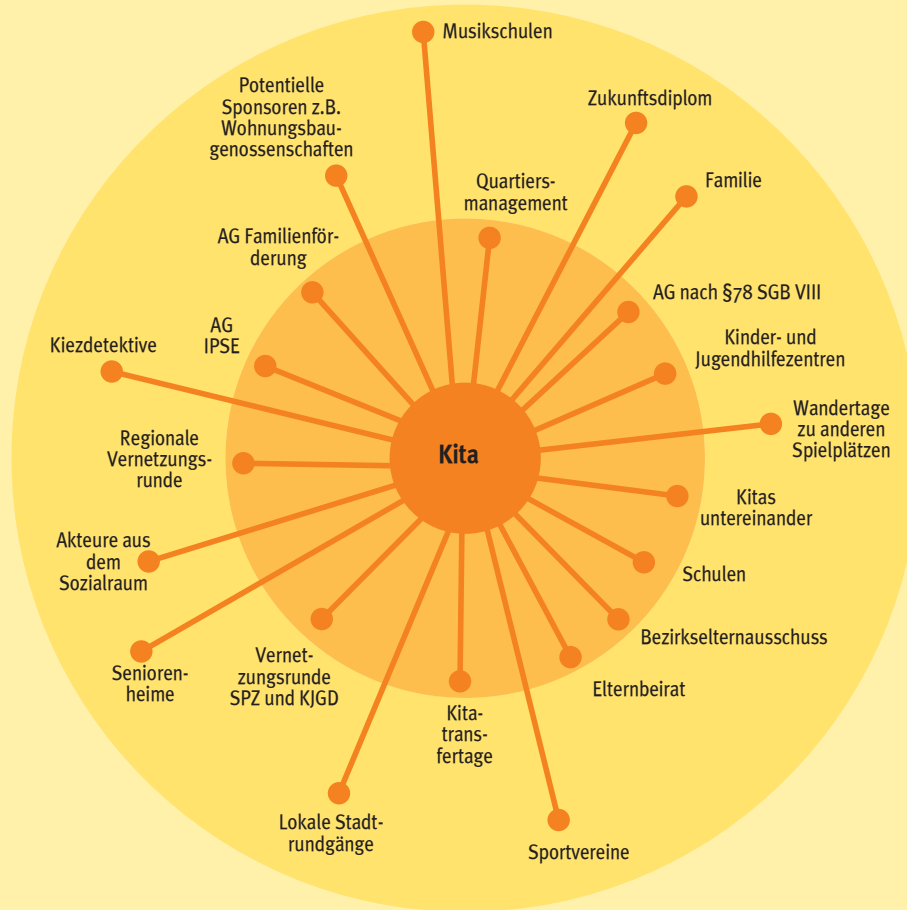 Musikschulen
Potentielle
Sponsoren z.B.
Wohnungsbau-
genossenschaften
Zukunftsdiplom
Quartiers-
management
Familie
AG Familienför-
derung
AG nach §78 SGB VIII
AG
IPSE
Kinder- und
Jugendhilfezentren
Kiezdetektive
Wandertage
zu anderen
Spielplätzen
Regionale
Vernetzungs-
runde
Kita
Kitas
untereinander
Akteure aus
dem
Sozialraum
Schulen
Bezirkselternausschuss
Senioren-
heime
Vernet-
zungsrunde
SPZ und KJGD
Elternbeirat
Kita-
trans-
fertage
Lokale Stadt-
rundgänge
Sportvereine